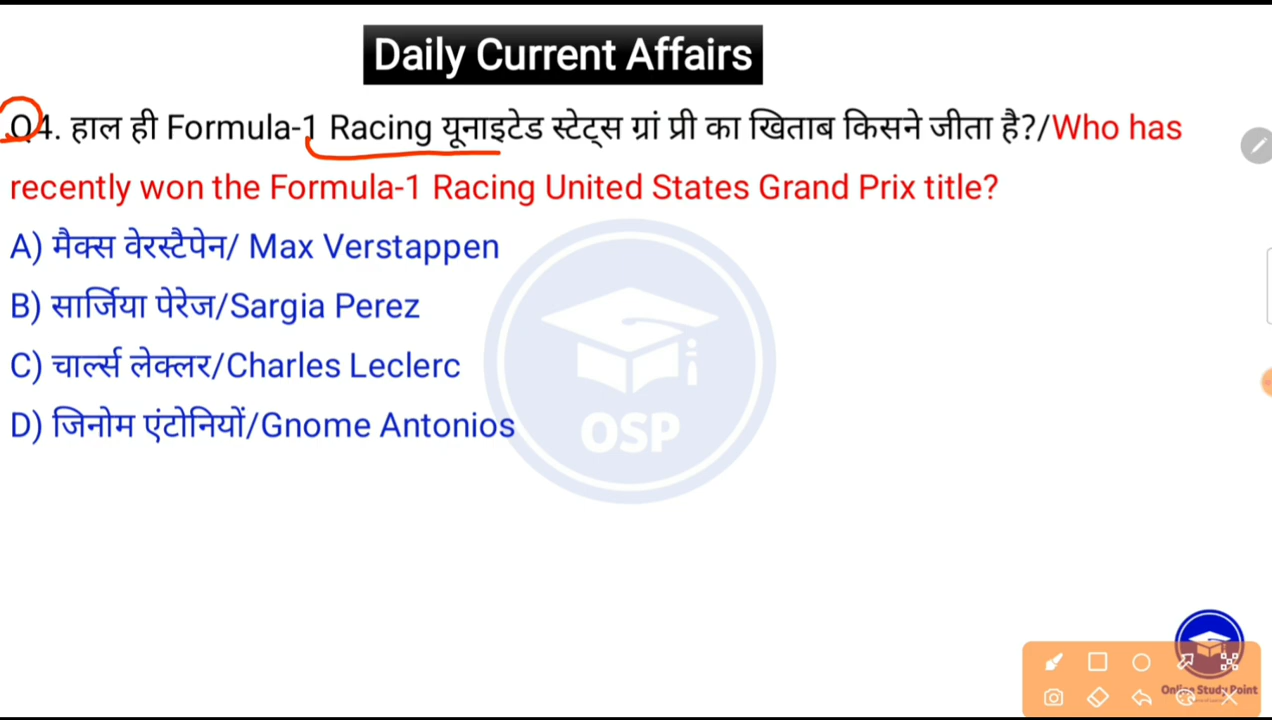 Daily Current Affairs
Q4. हाल ही Formula-1 Racing यूनाइटेड स्टेट्स ग्रां प्री का खिताब किसने जीता है?/Who has
recently won the Formula-1 Racing United States Grand Prix title?
A) मैक्स वेरस्टैपेन/ Max Verstappen
B) सार्जिया पेरेज/Sargia Perez
C) चार्ल्स लेक्लर/Charles Leclerc
D) जिनोम एंटोनियों/Gnome Antonios
OSP
Online Study Point